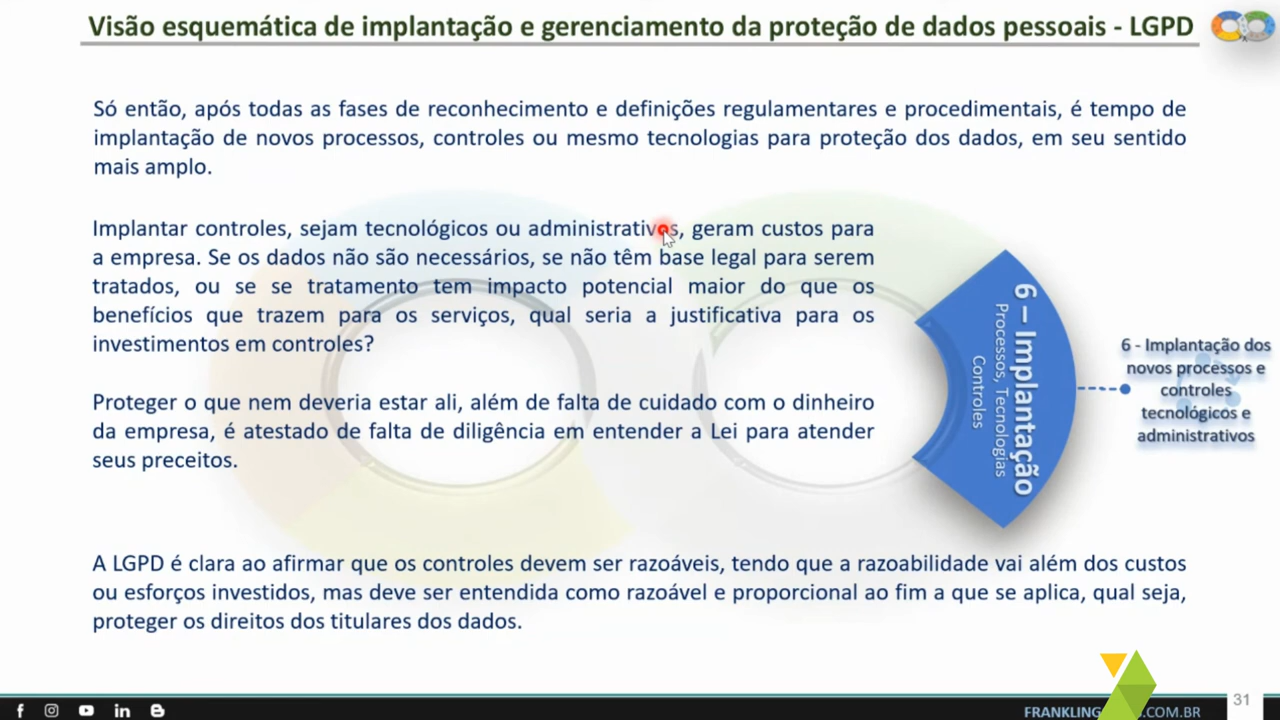 Visão esquemática de implantação e gerenciamento da proteção de dados pessoais - LGPD
Só então, após todas as fases de reconhecimento e definições regulamentares e procedimentais, é tempo de
implantação de novos processos, controles ou mesmo tecnologias para proteção dos dados, em seu sentido
mais amplo.
Implantar controles, sejam tecnológicos ou administrativos, geram custos para
a empresa. Se os dados não são necessários, se não têm base legal para serem
tratados, ou se se tratamento tem impacto potencial maior do que os
benefícios que trazem para os serviços, qual seria a justificativa para os
investimentos em controles?
Proteger o que nem deveria estar ali, além de falta de cuidado com o dinheiro
da empresa, é atestado de falta de diligência em entender a Lei para atender
seus preceitos.
6 – Implantação
Processos, Tecnologias
Controles
6 - Implantação dos
novos processos e
controles
tecnológicos e
administrativos
A LGPD é clara ao afirmar que os controles devem ser razoáveis, tendo que a razoabilidade vai além dos custos
ou esforços investidos, mas deve ser entendida como razoável e proporcional ao fim a que se aplica, qual seja,
proteger os direitos dos titulares dos dados.
31